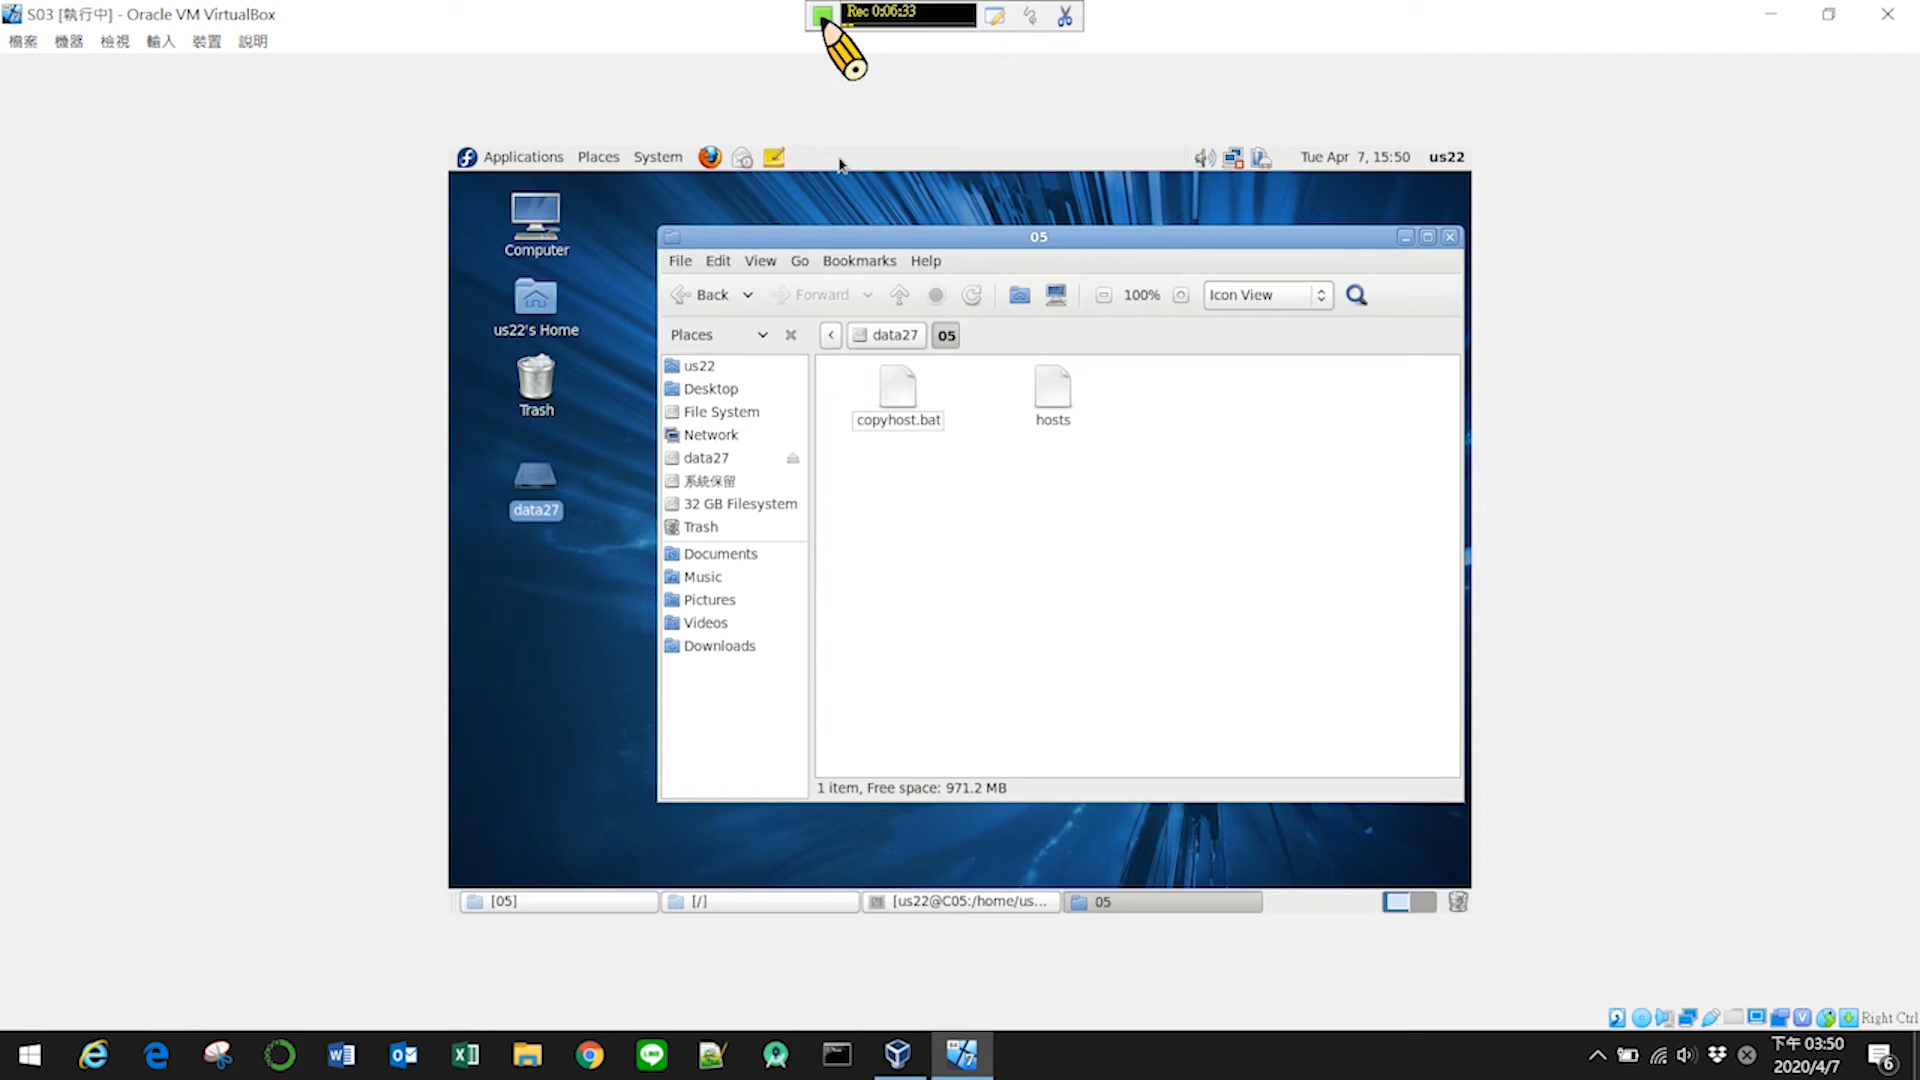 S03 [執行中] - Oracle VM VirtualBox
Rec 0:06:33
檔案 機器 檢視 輸入 裝置 說明
Applications Places System
Tue Apr 7, 15:50 us22
Computer
us22's Home
Trash
data27
05
File Edit View Go Bookmarks Help
Back Forward 100% Icon View
Places
data27 05
us22
Desktop
File System
Network
data27
系統保留
32 GB Filesystem
Trash
Documents
Music
Pictures
Videos
Downloads
copyhost.bat
hosts
1 item, Free space: 971.2 MB
[05]
[/]
[us22@C05:/home/us...
05
Right Ctrl
下午 03:50
2020/4/7
6